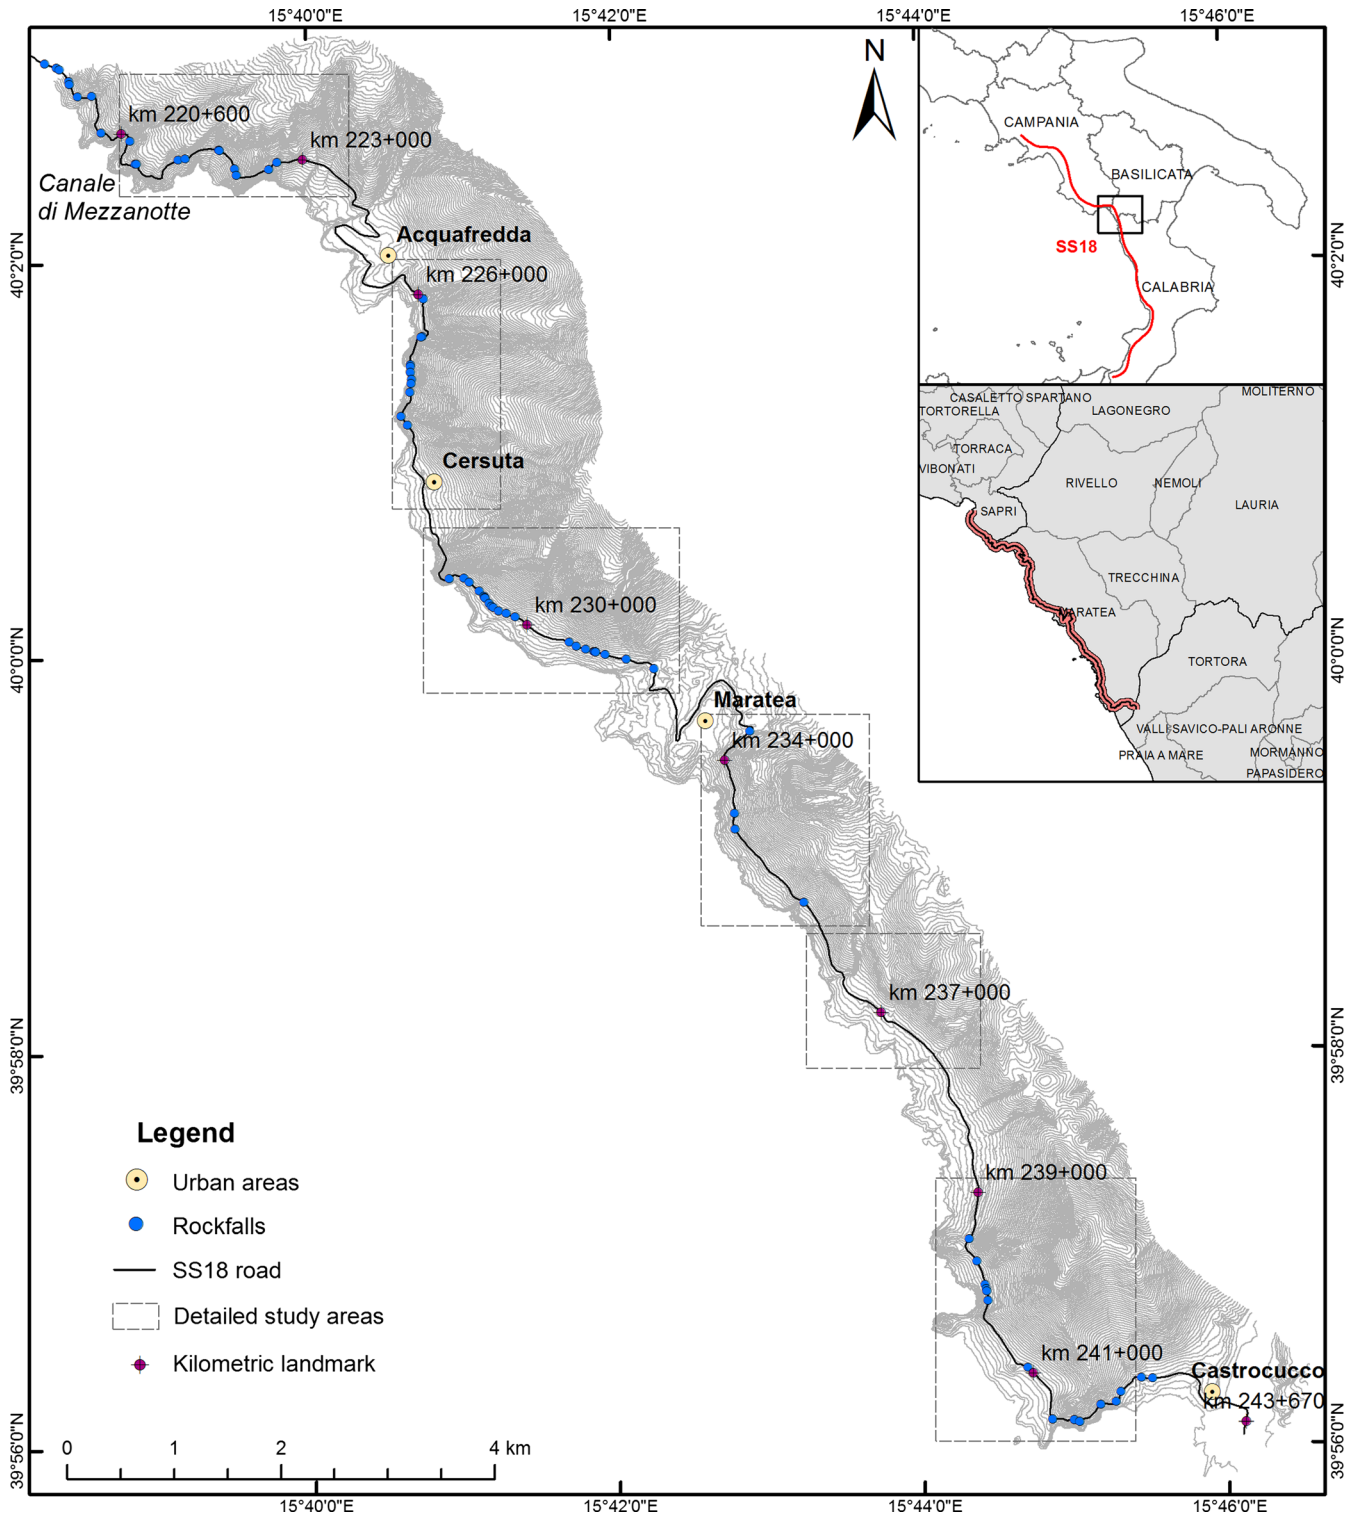 15°40'0"E
15°42'0"E
15°44'0"E
15°46'0"E
N
km 220+600
km 223+000
Canale
di Mezzanotte
Acquafredda
km 226+000
Cersuta
km 230+000
Maratea
km 234+000
km 237+000
km 239+000
km 241+000
Castrocucco
km 243+670
CAMPANIA
BASILICATA
SS18
CALABRIA
MOLITERNO
CASALETTO SPARTANO
TORTORELLA
LAGONEGRO
TORRACA
VIBONATI
RIVELLO
NEMOLI
LAURIA
SAPRI
TRECCHINA
MARATEA
TORTORA
VALLE SAVICO-PALI ARONNE
PRAIA A MARE
MORMANNO
PAPASIDERO
40°2'0"N
40°2'0"N
40°0'0"N
40°0'0"N
39°58'0"N
39°58'0"N
39°56'0"N
39°56'0"N
Legend
Urban areas
Rockfalls
SS18 road
Detailed study areas
Kilometric landmark
0 1 2 4 km
15°40'0"E
15°42'0"E
15°44'0"E
15°46'0"E